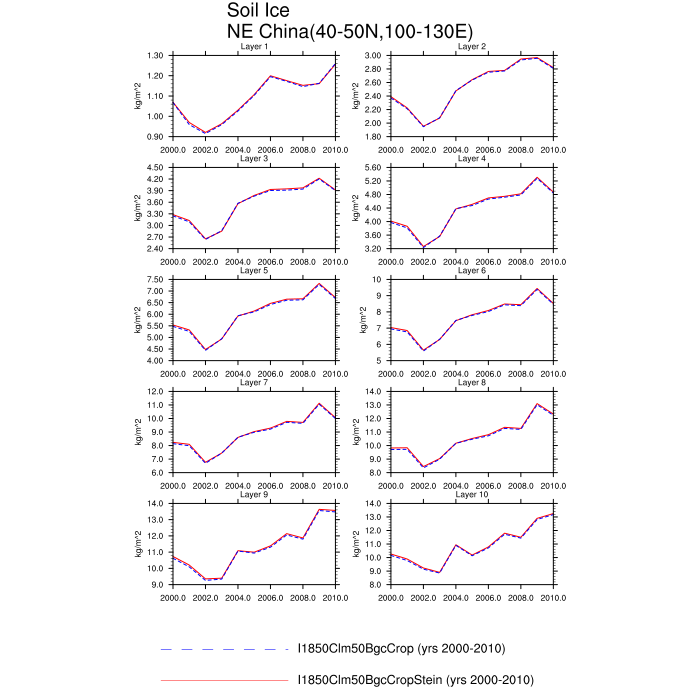 Soil Ice
NE China(40-50N,100-130E)
Layer 1
1.30
1.20
1.10
1.00
0.90
kg/m^2
2000.0 2002.0 2004.0 2006.0 2008.0 2010.0
Layer 2
3.00
2.80
2.60
2.40
2.20
2.00
1.80
kg/m^2
2000.0 2002.0 2004.0 2006.0 2008.0 2010.0
Layer 3
4.50
4.20
3.90
3.60
3.30
3.00
2.70
2.40
kg/m^2
2000.0 2002.0 2004.0 2006.0 2008.0 2010.0
Layer 4
5.60
5.20
4.80
4.40
4.00
3.60
3.20
kg/m^2
2000.0 2002.0 2004.0 2006.0 2008.0 2010.0
Layer 5
7.50
7.00
6.50
6.00
5.50
5.00
4.50
4.00
kg/m^2
2000.0 2002.0 2004.0 2006.0 2008.0 2010.0
Layer 6
10
9
8
7
6
5
kg/m^2
2000.0 2002.0 2004.0 2006.0 2008.0 2010.0
Layer 7
12.0
11.0
10.0
9.0
8.0
7.0
6.0
kg/m^2
2000.0 2002.0 2004.0 2006.0 2008.0 2010.0
Layer 8
14.0
13.0
12.0
11.0
10.0
9.0
8.0
kg/m^2
2000.0 2002.0 2004.0 2006.0 2008.0 2010.0
Layer 9
14.0
13.0
12.0
11.0
10.0
9.0
kg/m^2
2000.0 2002.0 2004.0 2006.0 2008.0 2010.0
Layer 10
14.0
13.0
12.0
11.0
10.0
9.0
8.0
kg/m^2
2000.0 2002.0 2004.0 2006.0 2008.0 2010.0
I1850Clm50BgcCrop (yrs 2000-2010)
I1850Clm50BgcCropStein (yrs 2000-2010)